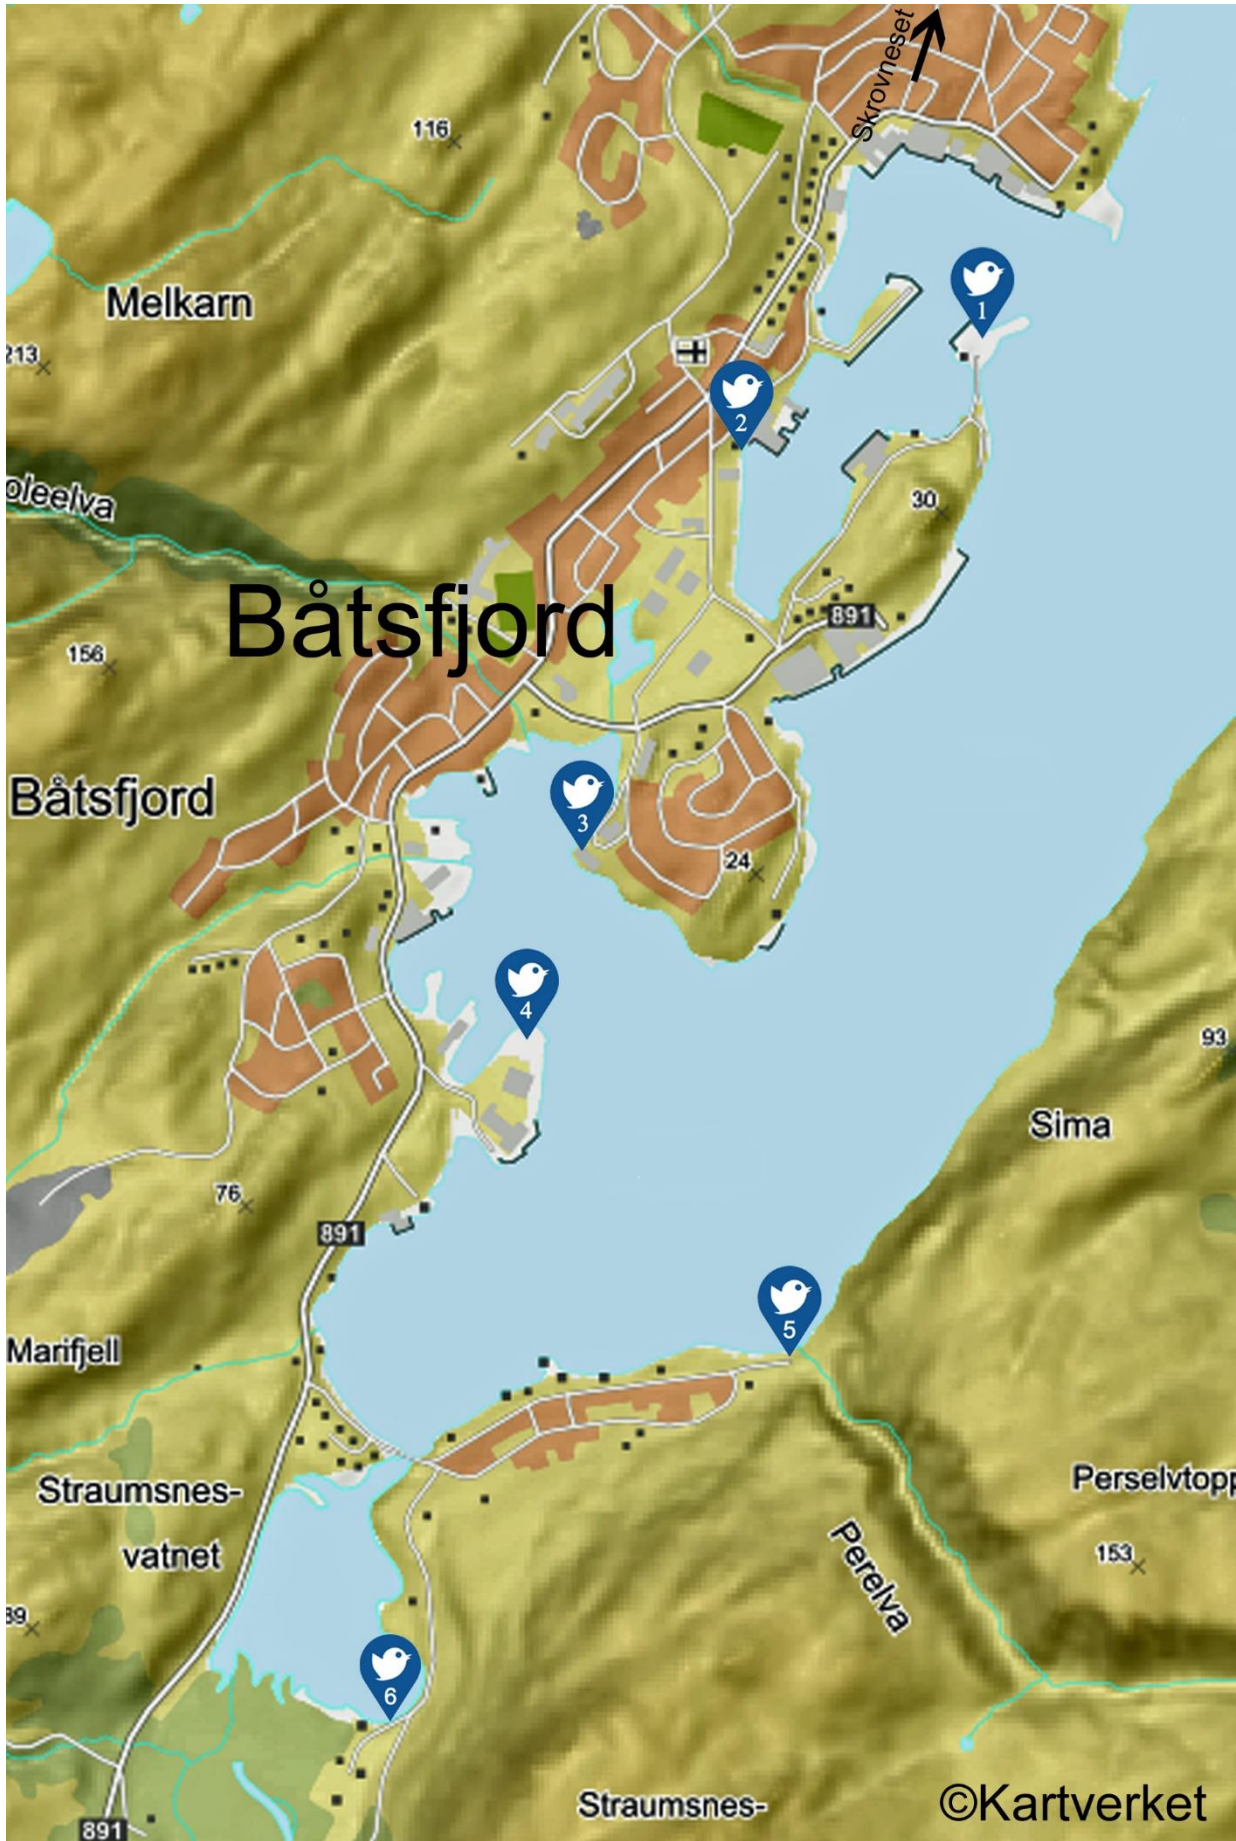 Skrovneset
116
1
Melkarn
213
2
oleelva
30
Båtsfjord
891
156
3
Båtsfjord
24
4
93
Sima
76
891
5
Marifjell
Straumsnes-
vatnet
Perselvtopp
Perelva
153
39
6
©Kartverket
Straumsnes-
891